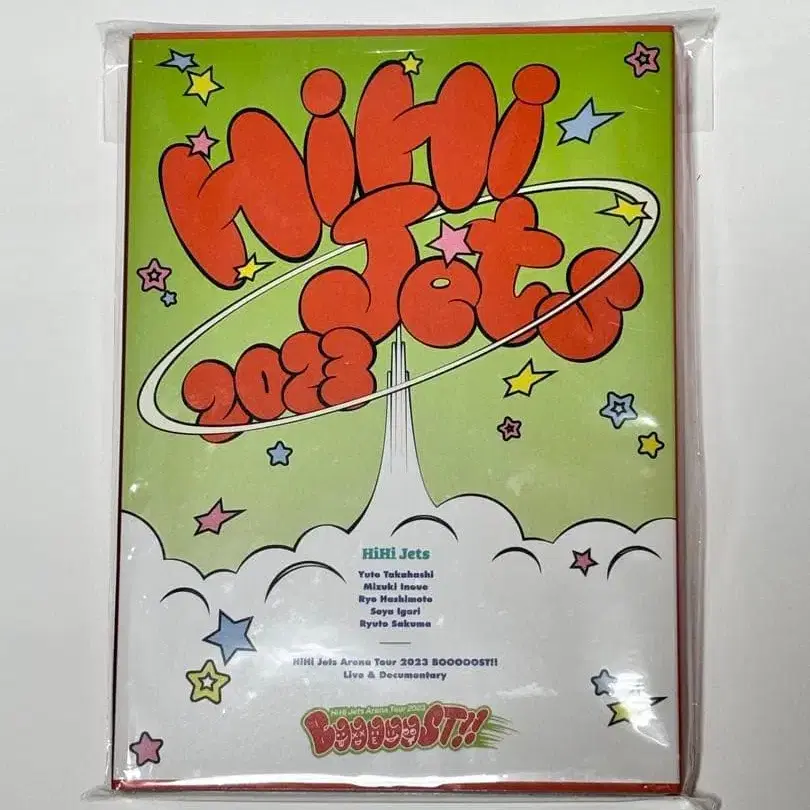 HiHi
Jets
2023
HiHi Jets
Yuto Takahashi
Mizuki Inoue
Ryo Hashimoto
Soya Igari
Ryuto Sakuma
HiHi Jets Arena Tour 2023 BOOOOOST!!
Live & Documentary
HiHi Jets Arena Tour 2023
BOOOOOST!!